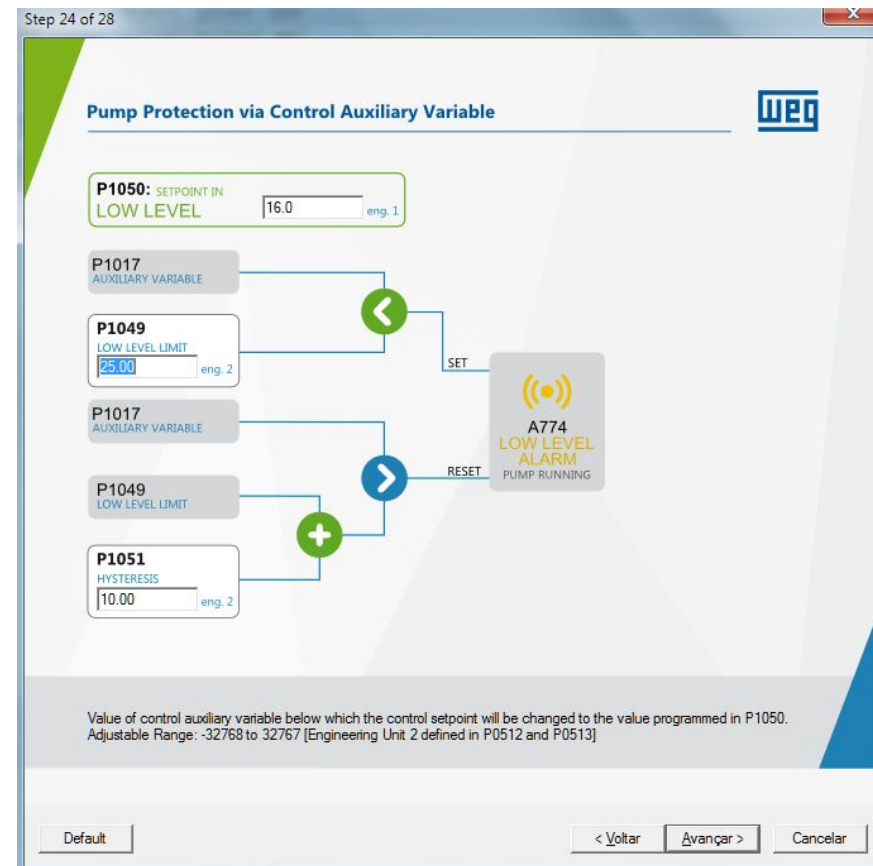 Step 24 of 28
x
Pump Protection via Control Auxiliary Variable
weg
P1050: SETPOINT IN
LOW LEVEL
16.0
eng. 1
P1017
AUXILIARY VARIABLE
P1049
LOW LEVEL LIMIT
25.00
eng. 2
SET
P1017
AUXILIARY VARIABLE
A774
LOW LEVEL
ALARM
PUMP RUNNING
RESET
P1049
LOW LEVEL LIMIT
P1051
HYSTERESIS
10.00
eng. 2
Value of control auxiliary variable below which the control setpoint will be changed to the value programmed in P1050.
Adjustable Range: -32768 to 32767 [Engineering Unit 2 defined in P0512 and P0513]
Default
< Voltar
Avançar >
Cancelar